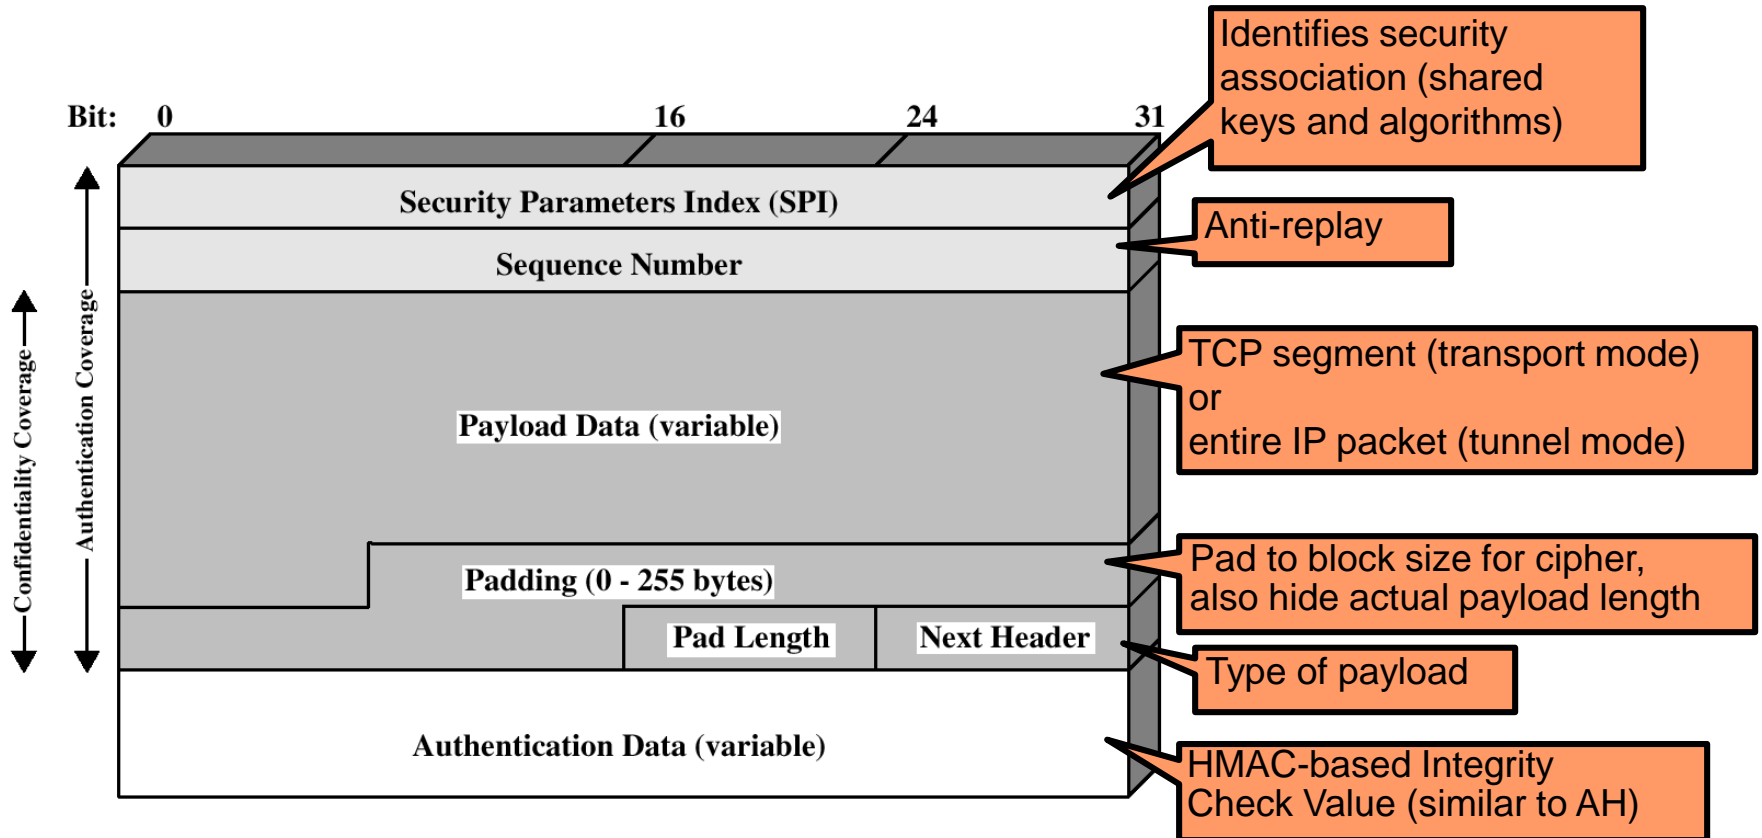 Identifies security
association (shared
keys and algorithms)
Bit: 0 16 24 31
Security Parameters Index (SPI)
Anti-replay
Sequence Number
Confidentiality Coverage
Authentication Coverage
TCP segment (transport mode)
or
entire IP packet (tunnel mode)
Payload Data (variable)
Padding (0 - 255 bytes)
Pad to block size for cipher,
also hide actual payload length
Pad Length Next Header
Type of payload
Authentication Data (variable)
HMAC-based Integrity
Check Value (similar to AH)